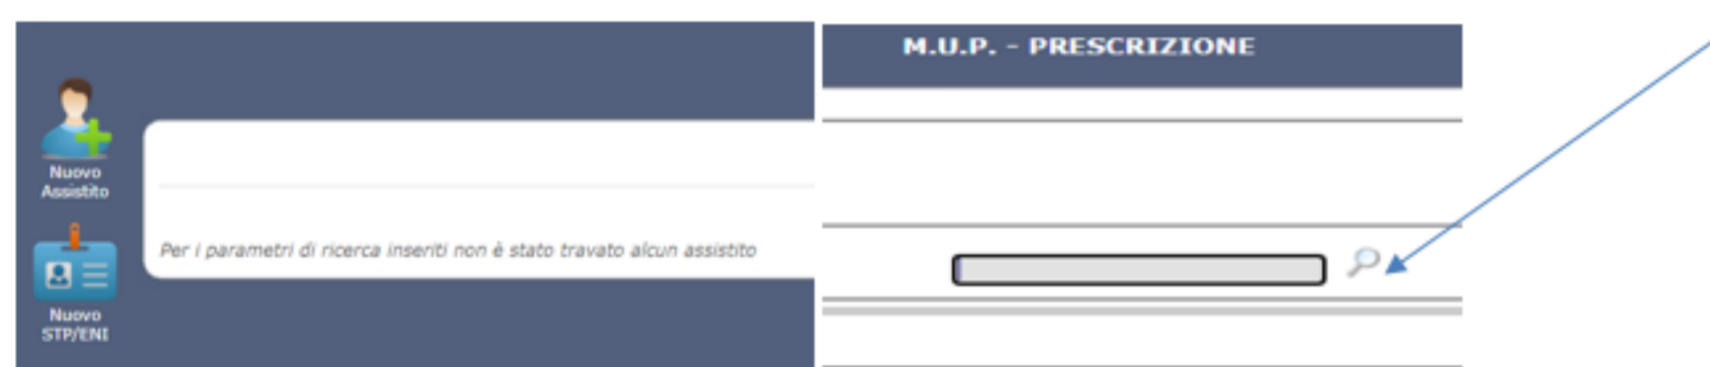 M.U.P. - PRESCRIZIONE
Nuovo
Assistito
Per i parametri di ricerca inseriti non è stato travato alcun assistito
Nuovo
STP/ENI